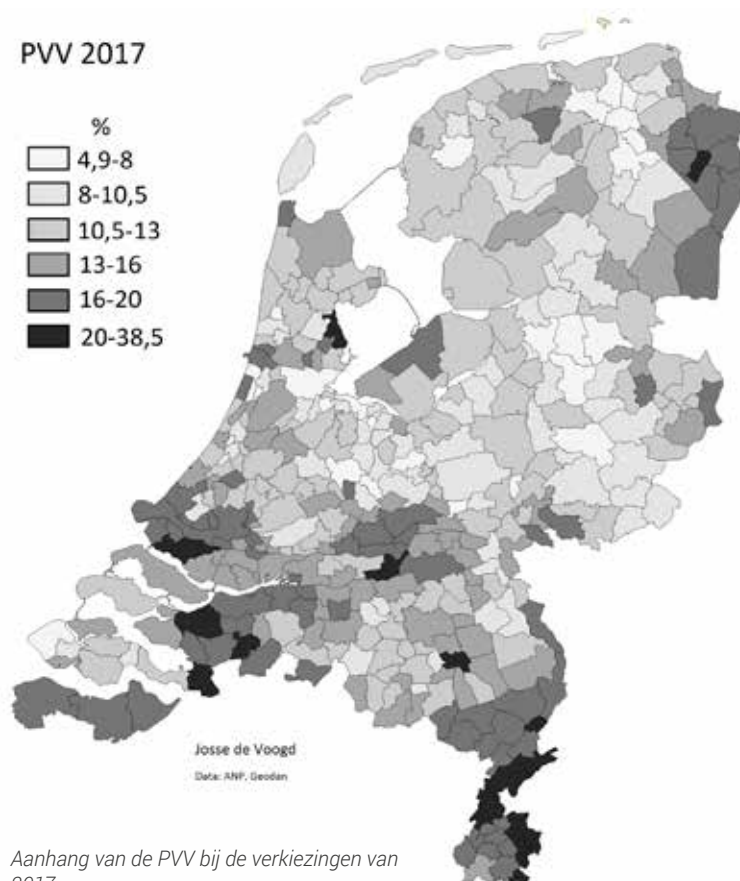 PVV 2017
%
4,9-8
8-10,5
10,5-13
13-16
16-20
20-38,5
Josse de Voogd
Data: ANP, Geodan
Aanhang van de PVV bij de verkiezingen van
2017